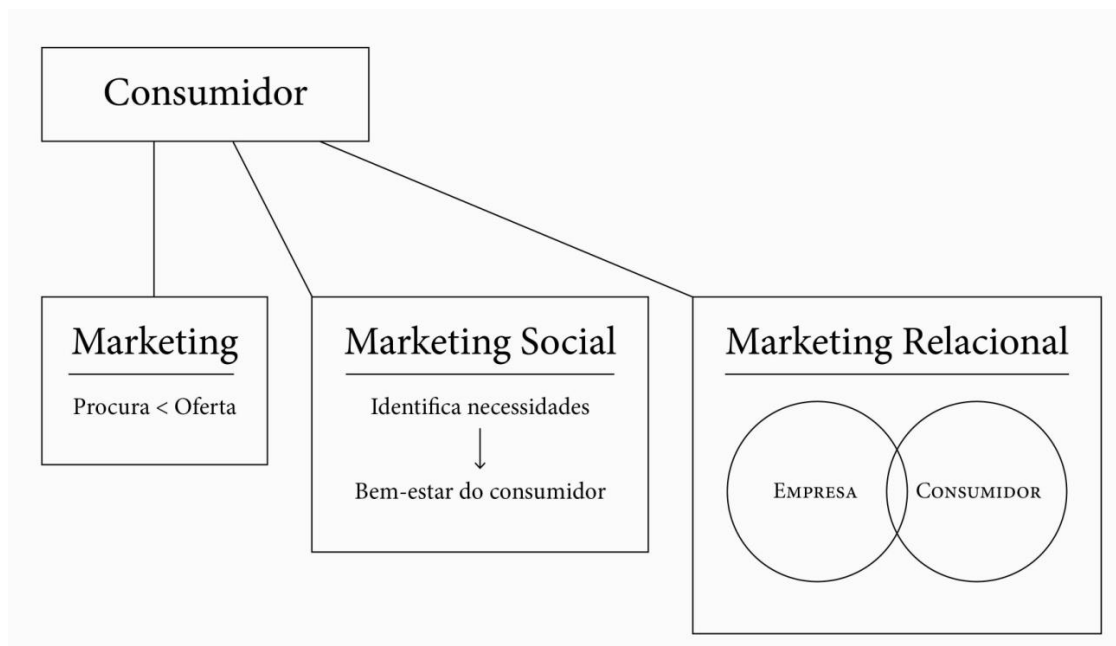 Consumidor
Marketing
Procura < Oferta
Marketing Social
Identifica necessidades
Bem-estar do consumidor
Marketing Relacional
EMPRESA
CONSUMIDOR